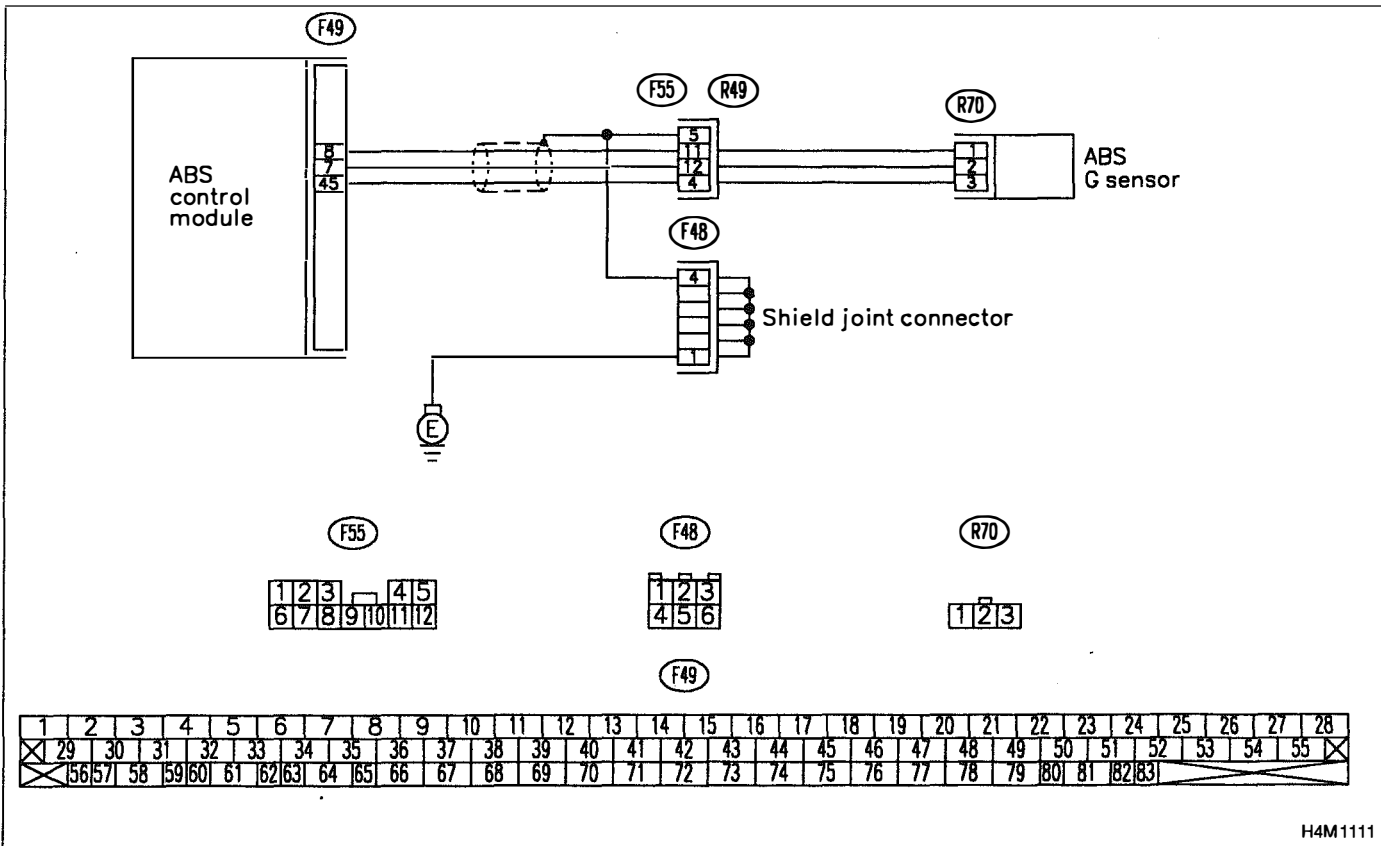 F49
F55 R49
R70
ABS
control
module
8
7
45
5
11
12
4
1
2
3
ABS
G sensor
F48
4
1
Shield joint connector
E
F55
F48
R70
1 2 3 4 5
6 7 8 9 10 11 12
1 2 3
4 5 6
1 2 3
F49
1 2 3 4 5 6 7 8 9 10 11 12 13 14 15 16 17 18 19 20 21 22 23 24 25 26 27 28
29 30 31 32 33 34 35 36 37 38 39 40 41 42 43 44 45 46 47 48 49 50 51 52 53 54 55
56 57 58 59 60 61 62 63 64 65 66 67 68 69 70 71 72 73 74 75 76 77 78 79 80 81 82 83
H4M1111